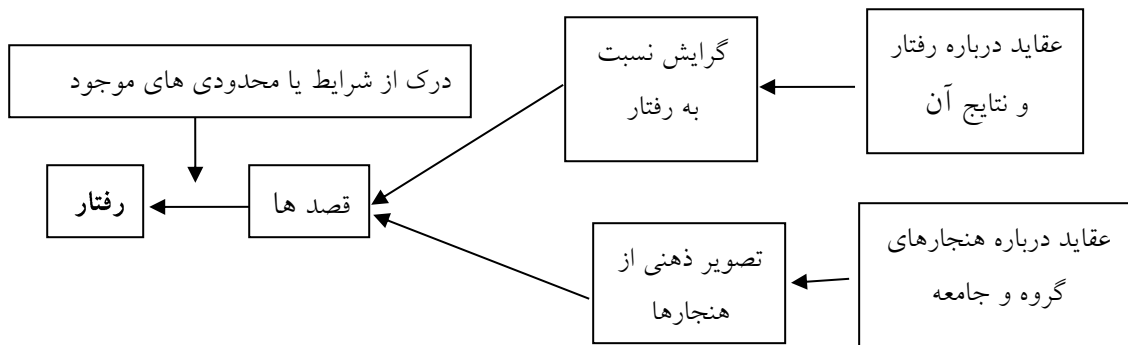 عقاید درباره رفتار
و نتایج آن
گرایش نسبت
به رفتار
درک از شرایط یا محدودی های موجود
قصد ها
رفتار
عقاید درباره هنجارهای
گروه و جامعه
تصویر ذهنی از
هنجارها